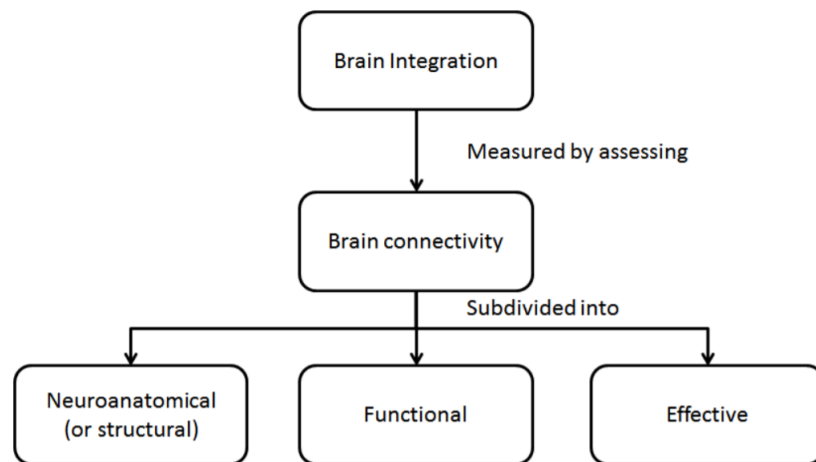 Brain Integration
Measured by assessing
Brain connectivity
Subdivided into
Neuroanatomical
(or structural)
Functional
Effective